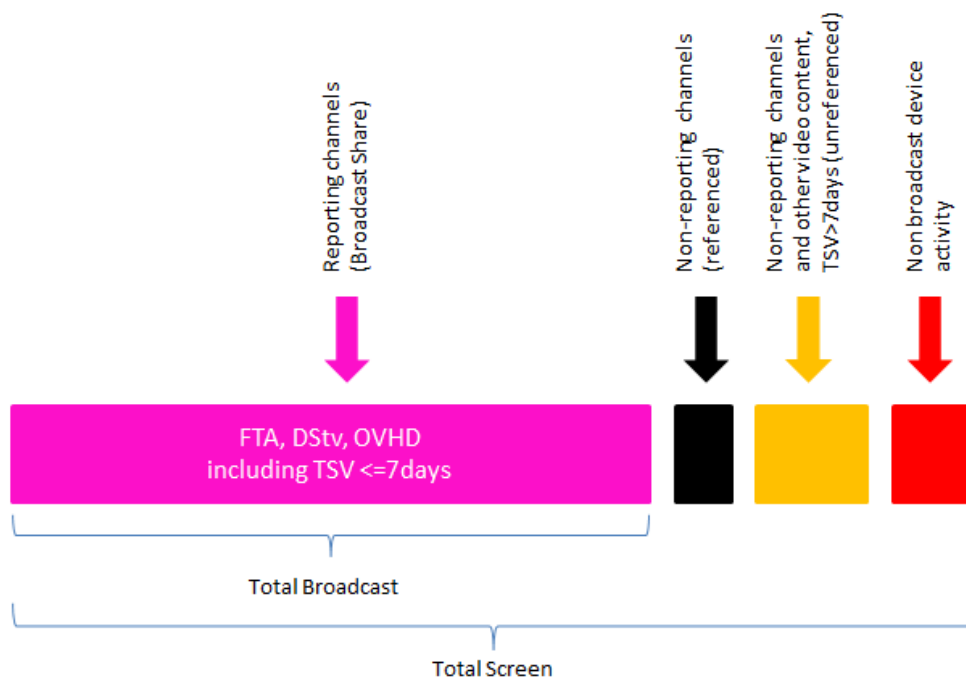 Reporting channels
(Broadcast Share)
Non-reporting channels
(referenced)
Non-reporting channels
and other video content,
TSV>7days (unreferenced)
Non broadcast device
activity
FTA, DStv, OVHD
including TSV <=7days
Total Broadcast
Total Screen